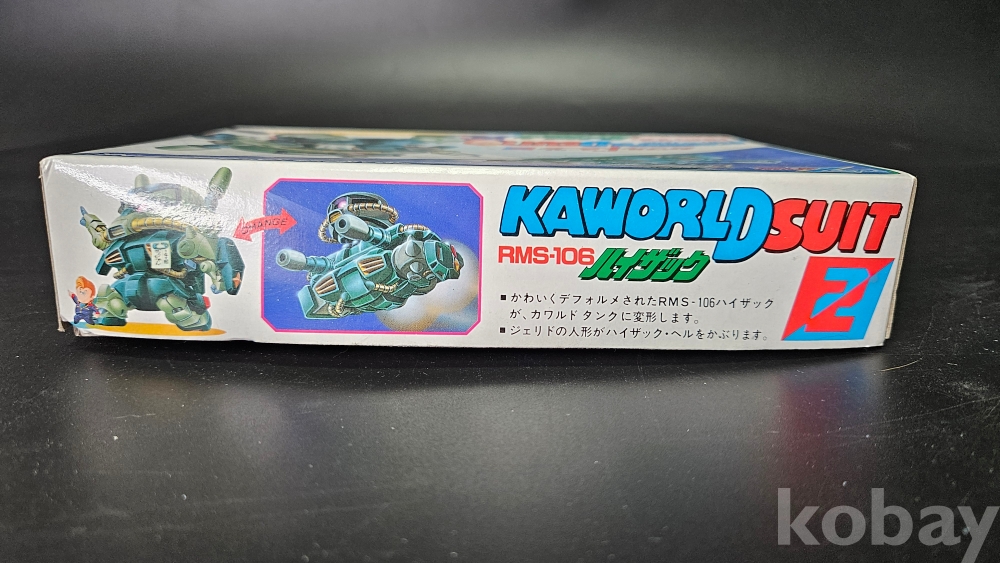 KAWORLD SUIT
RMS-106 ハイザック
CHANGE
Z
■かわいくデフォルメされたRMS-106ハイザック
が、カワルドタンクに変形します。
■ジェリドの人形がハイザック・ヘルをかぶります。
kobay